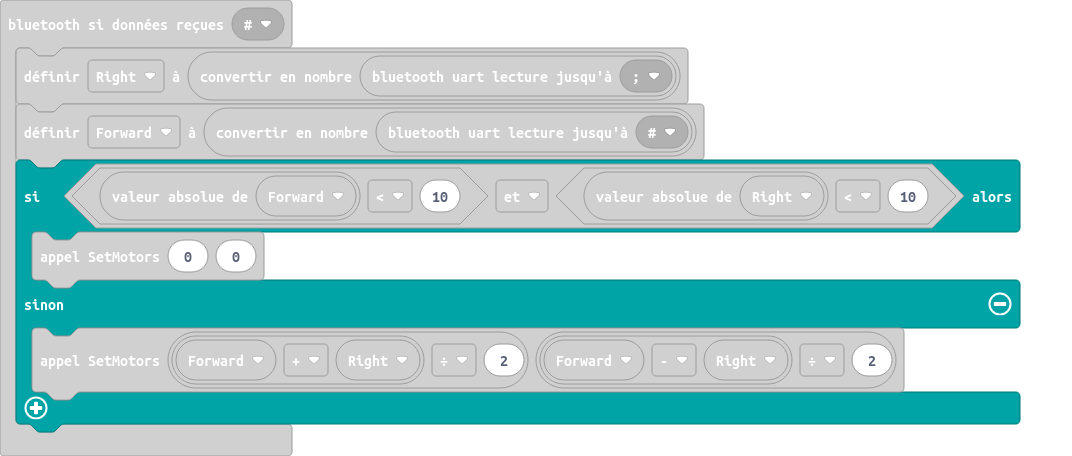 bluetooth si données reçues #
définir Right à convertir en nombre bluetooth uart lecture jusqu'à ;
définir Forward à convertir en nombre bluetooth uart lecture jusqu'à #
si valeur absolue de Forward < 10 et valeur absolue de Right < 10 alors
appel SetMotors 0 0
sinon
appel SetMotors Forward + Right ÷ 2 Forward - Right ÷ 2